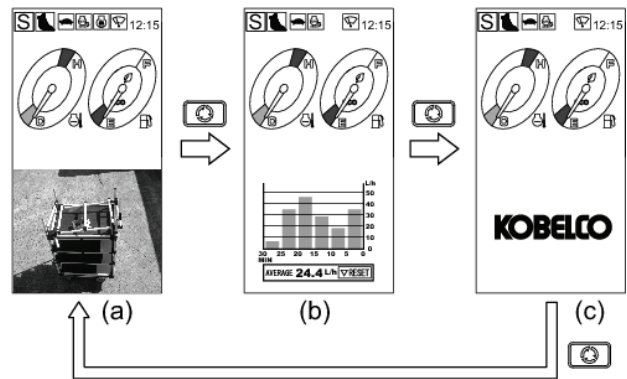 S 12:15
H F
C E
S 12:15
H F
C E
L/h
50
40
30
20
10
0
30 25 20 15 10 5 0
MIN
AVERAGE 24.4 L/h ▽RESET
S 12:15
H F
C E
KOBELCO
(a) (b) (c)